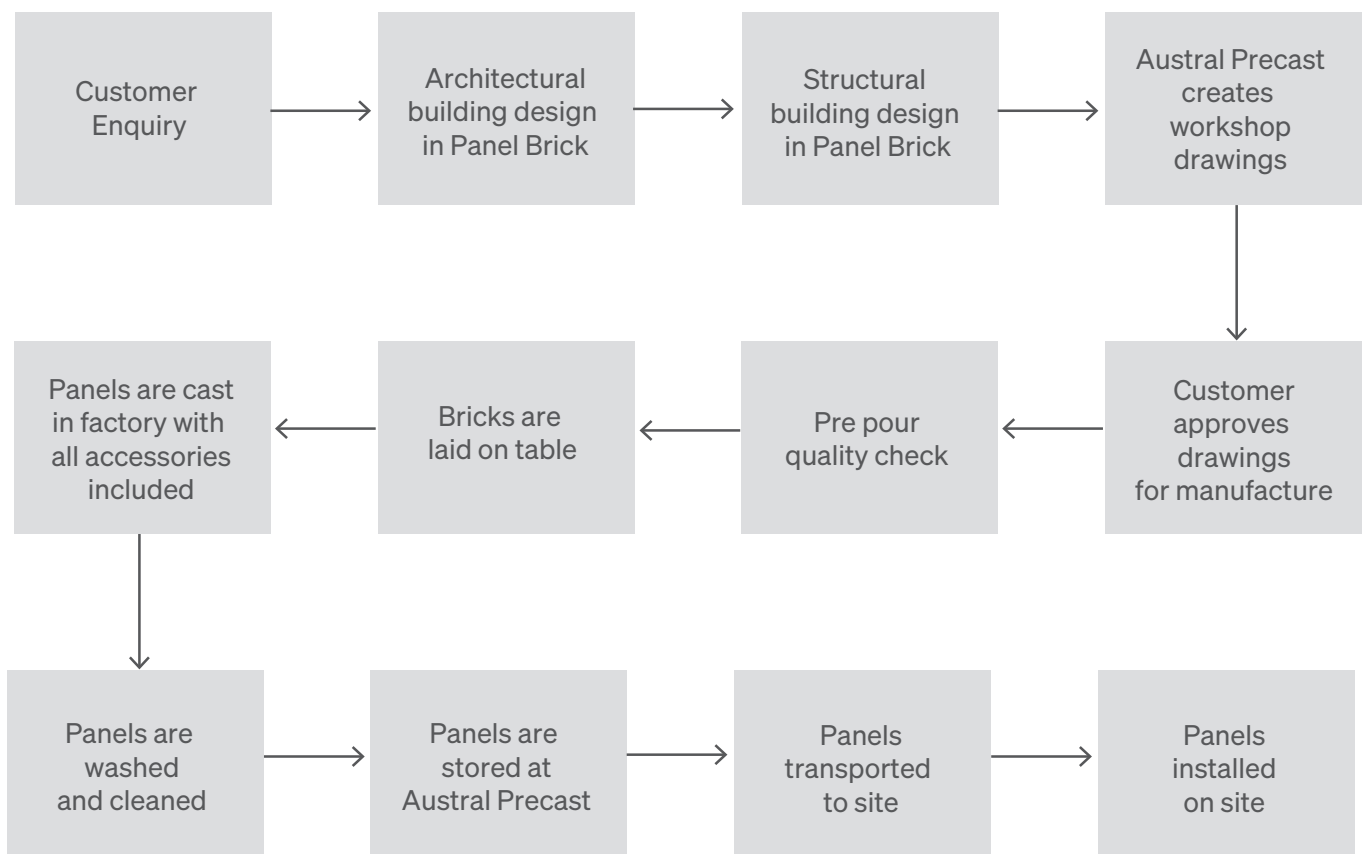 Customer
Enquiry
Architectural
building design
in Panel Brick
Structural
building design
in Panel Brick
Austral Precast
creates
workshop
drawings
Customer
approves
drawings
for manufacture
Pre pour
quality check
Bricks are
laid on table
Panels are cast
in factory with
all accessories
included
Panels are
washed
and cleaned
Panels are
stored at
Austral Precast
Panels
transported
to site
Panels
installed
on site